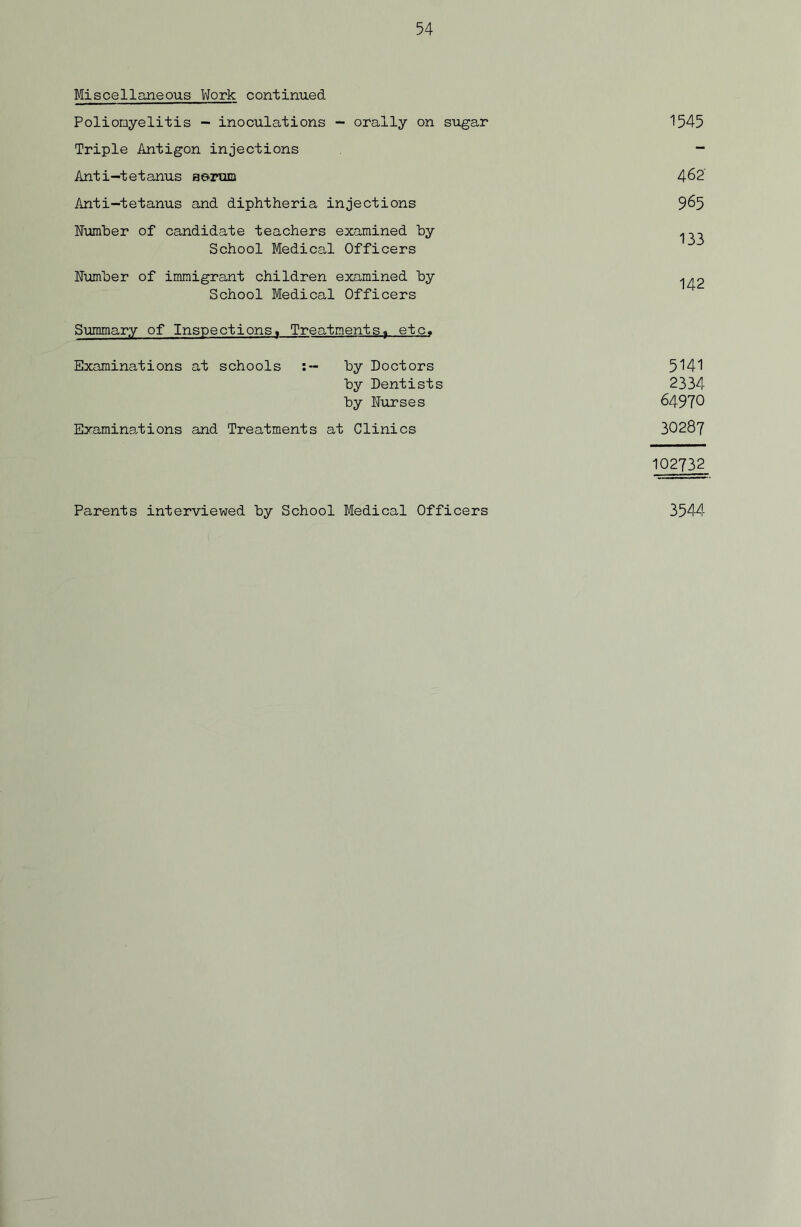 54
Miscellaneous Work continued
Poliomyelitis - inoculations - orally on sugar 1545
Triple Antigon injections -
Anti-tetanus serum 462
Anti-tetanus and diphtheria injections 965
Number of candidate teachers examined by
School Medical Officers 133
Number of immigrant children examined by
School Medical Officers 142
Summary of Inspections, Treatments, etc.
Examinations at schools :- by Doctors 5141
by Dentists 2334
by Nurses 64970
Examinations and Treatments at Clinics 30287
102732
Parents interviewed by School Medical Officers 3544